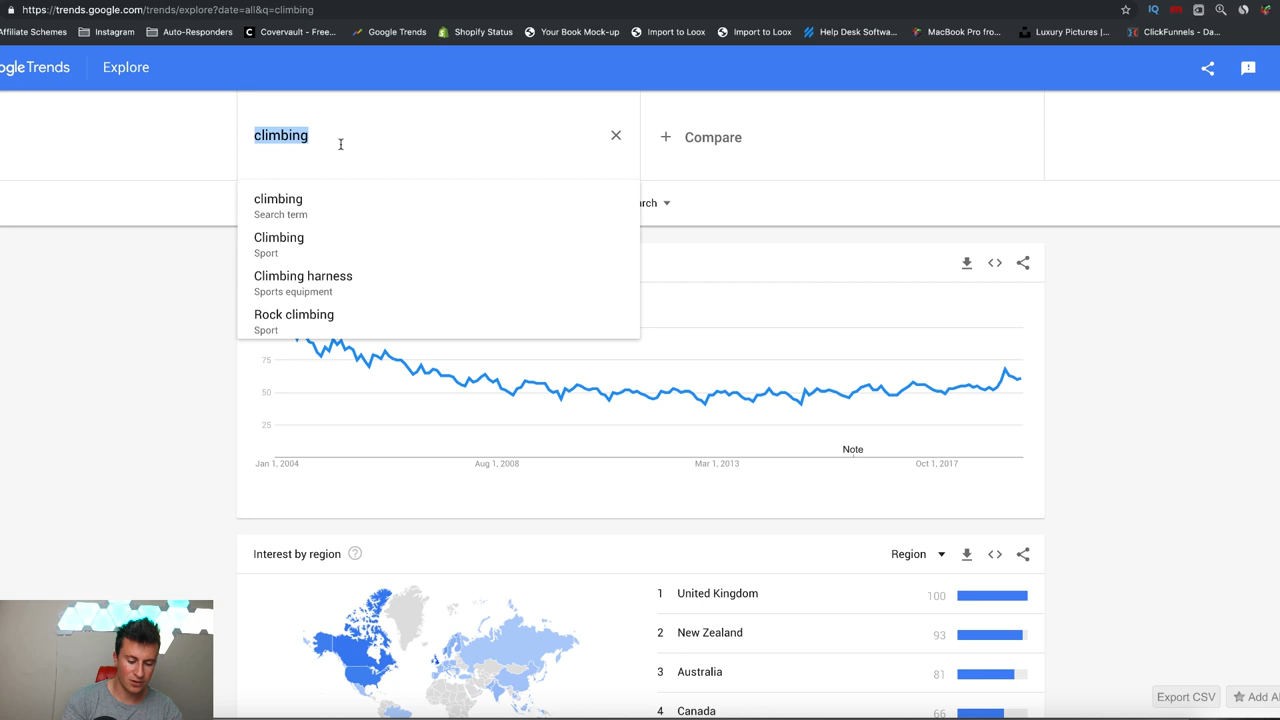 https://trends.google.com/trends/explore?date=all&q=climbing
Affiliate Schemes Instagram Auto-Responders Covervault - Free... Google Trends Shopify Status Your Book Mock-up Import to Loox Import to Loox Help Desk Softwa... MacBook Pro fro... Luxury Pictures |... ClickFunnels - Da...
ogleTrends Explore
climbing
+ Compare
climbing
Search term
rch
Climbing
Sport
Climbing harness
Sports equipment
Rock climbing
Sport
75
50
25
Note
Jan 1, 2004 Aug 1, 2008 Mar 1, 2013 Oct 1, 2017
Interest by region ?
Region
1 United Kingdom 100
2 New Zealand 93
3 Australia 81
4 Canada 66
Export CSV Add Al